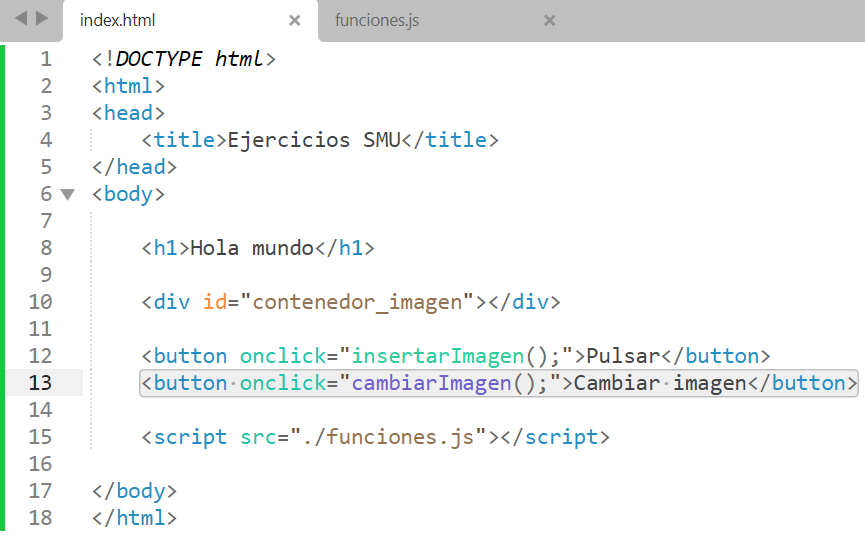 index.html × funciones.js ×
1 <!DOCTYPE html>
2 <html>
3 <head>
4 <title>Ejercicios SMU</title>
5 </head>
6 <body>
7
8 <h1>Hola mundo</h1>
9
10 <div id="contenedor_imagen"></div>
11
12 <button onclick="insertarImagen();">Pulsar</button>
13 <button onclick="cambiarImagen();">Cambiar imagen</button>
14
15 <script src="./funciones.js"></script>
16
17 </body>
18 </html>